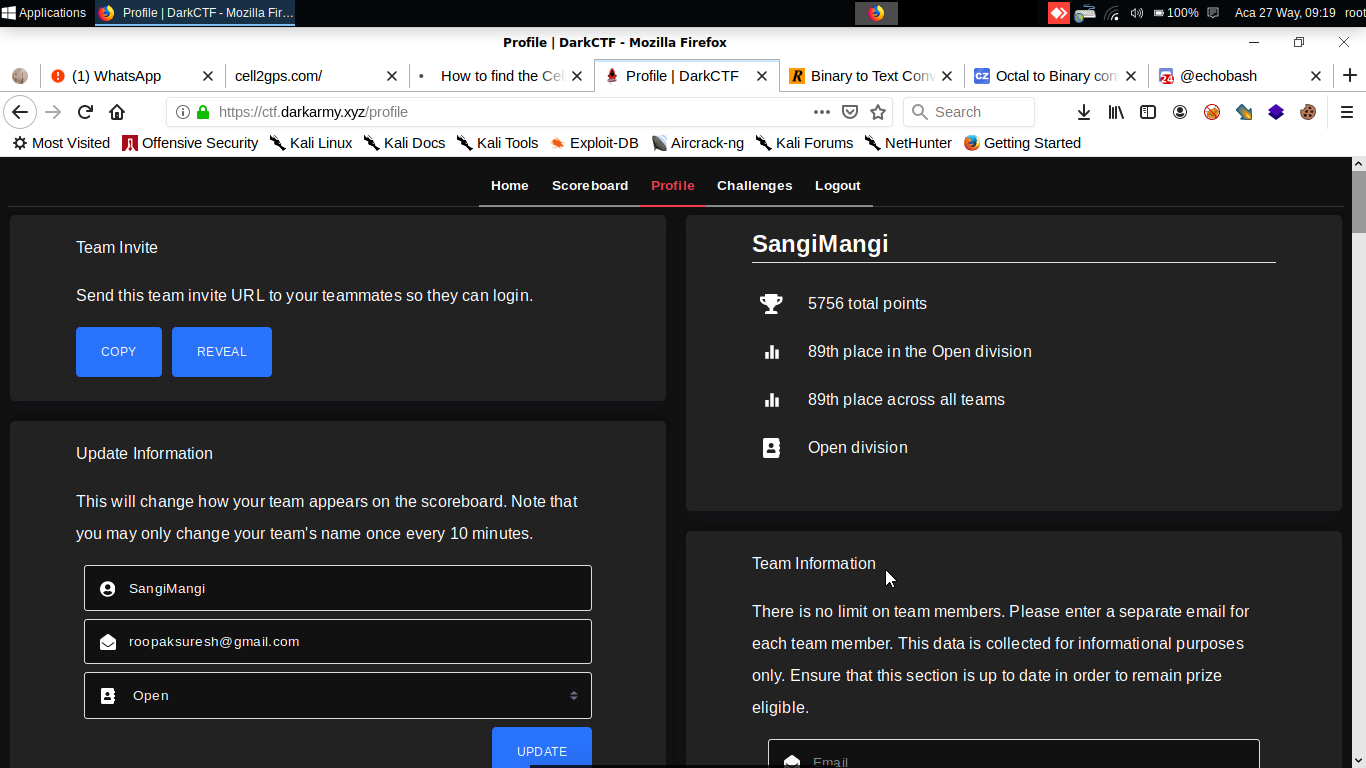 Applications
Profile | DarkCTF - Mozilla Fir…
100%
Aca 27 Way, 09:19
root
Profile | DarkCTF - Mozilla Firefox
(1) WhatsApp
cell2gps.com/
How to find the Cel
Profile | DarkCTF
Binary to Text Conv
Octal to Binary con
@echobash
https://ctf.darkarmy.xyz/profile
Search
Most Visited
Offensive Security
Kali Linux
Kali Docs
Kali Tools
Exploit-DB
Aircrack-ng
Kali Forums
NetHunter
Getting Started
Home
Scoreboard
Profile
Challenges
Logout
Team Invite
Send this team invite URL to your teammates so they can login.
COPY
REVEAL
Update Information
This will change how your team appears on the scoreboard. Note that
you may only change your team's name once every 10 minutes.
SangiMangi
roopaksuresh@gmail.com
Open
UPDATE
SangiMangi
5756 total points
89th place in the Open division
89th place across all teams
Open division
Team Information
There is no limit on team members. Please enter a separate email for
each team member. This data is collected for informational purposes
only. Ensure that this section is up to date in order to remain prize
eligible.
Email